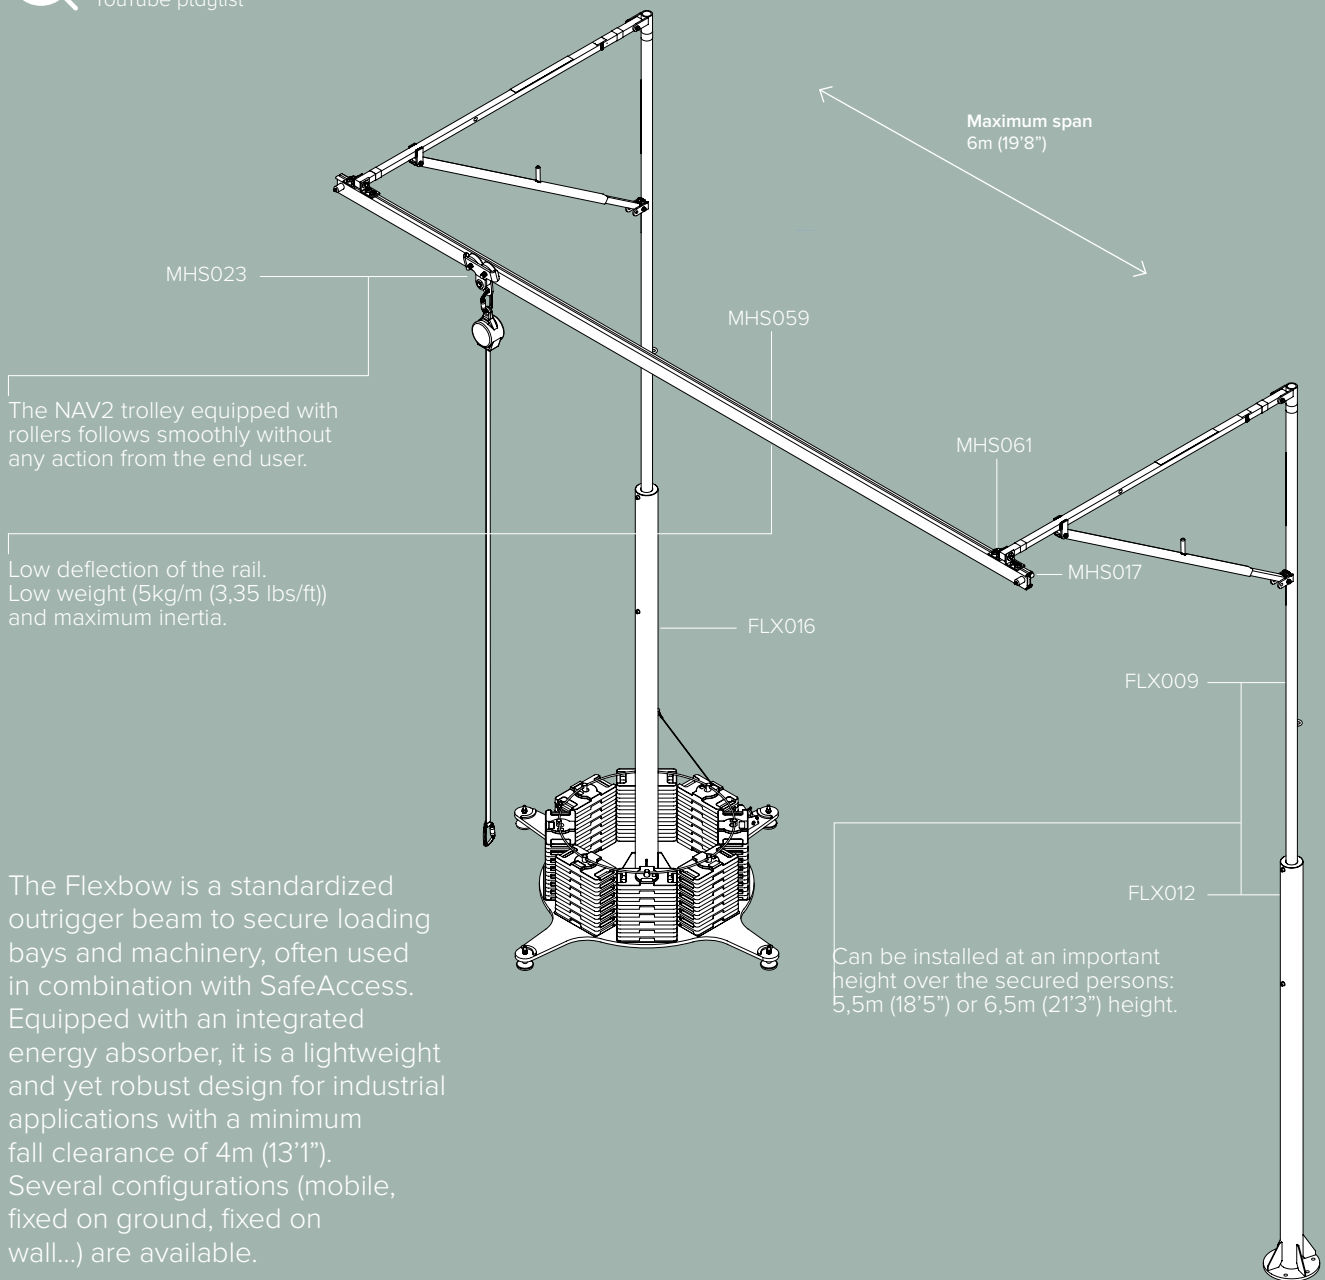 YouTube playlist
Maximum span
6m (19’8”)
MHS023
MHS059
The NAV2 trolley equipped with
rollers follows smoothly without
any action from the end user.
MHS061
Low deflection of the rail.
Low weight (5kg/m (3,35 lbs/ft))
and maximum inertia.
MHS017
FLX016
FLX009
FLX012
The Flexbow is a standardized
outrigger beam to secure loading
bays and machinery, often used
in combination with SafeAccess.
Equipped with an integrated
energy absorber, it is a lightweight
and yet robust design for industrial
applications with a minimum
fall clearance of 4m (13’1”).
Several configurations (mobile,
fixed on ground, fixed on
wall...) are available.
Can be installed at an important
height over the secured persons:
5,5m (18’5”) or 6,5m (21’3”) height.